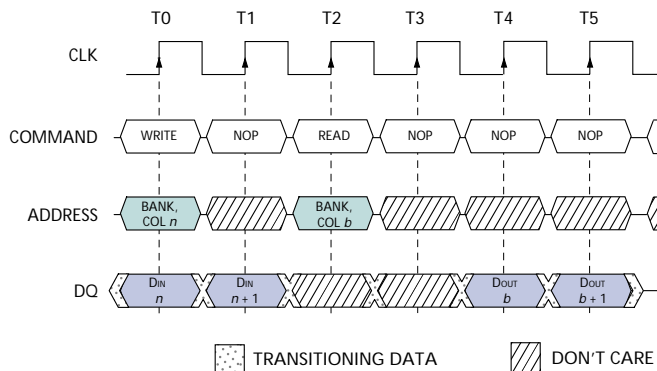 T0 T1 T2 T3 T4 T5
CLK
COMMAND WRITE NOP READ NOP NOP NOP
ADDRESS
BANK,
COL n
BANK,
COL b
DQ
DIN
n
DIN
n + 1
DOUT
b
DOUT
b + 1
TRANSITIONING DATA DON'T CARE